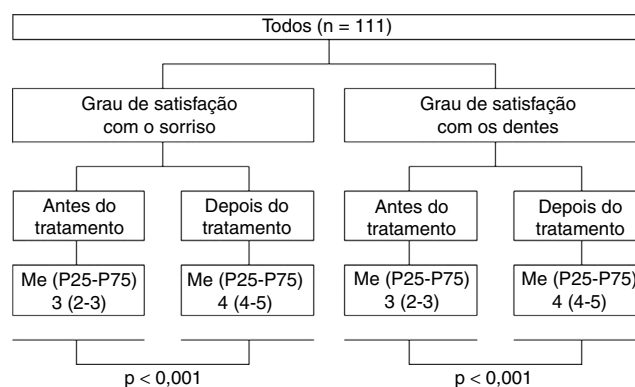 Todos (n = 111)
Grau de satisfação
com o sorriso
Grau de satisfação
com os dentes
Antes do
tratamento
Depois do
tratamento
Antes do
tratamento
Depois do
tratamento
Me (P25-P75)
3 (2-3)
Me (P25-P75)
4 (4-5)
Me (P25-P75)
3 (2-3)
Me (P25-P75)
4 (4-5)
p < 0,001
p < 0,001